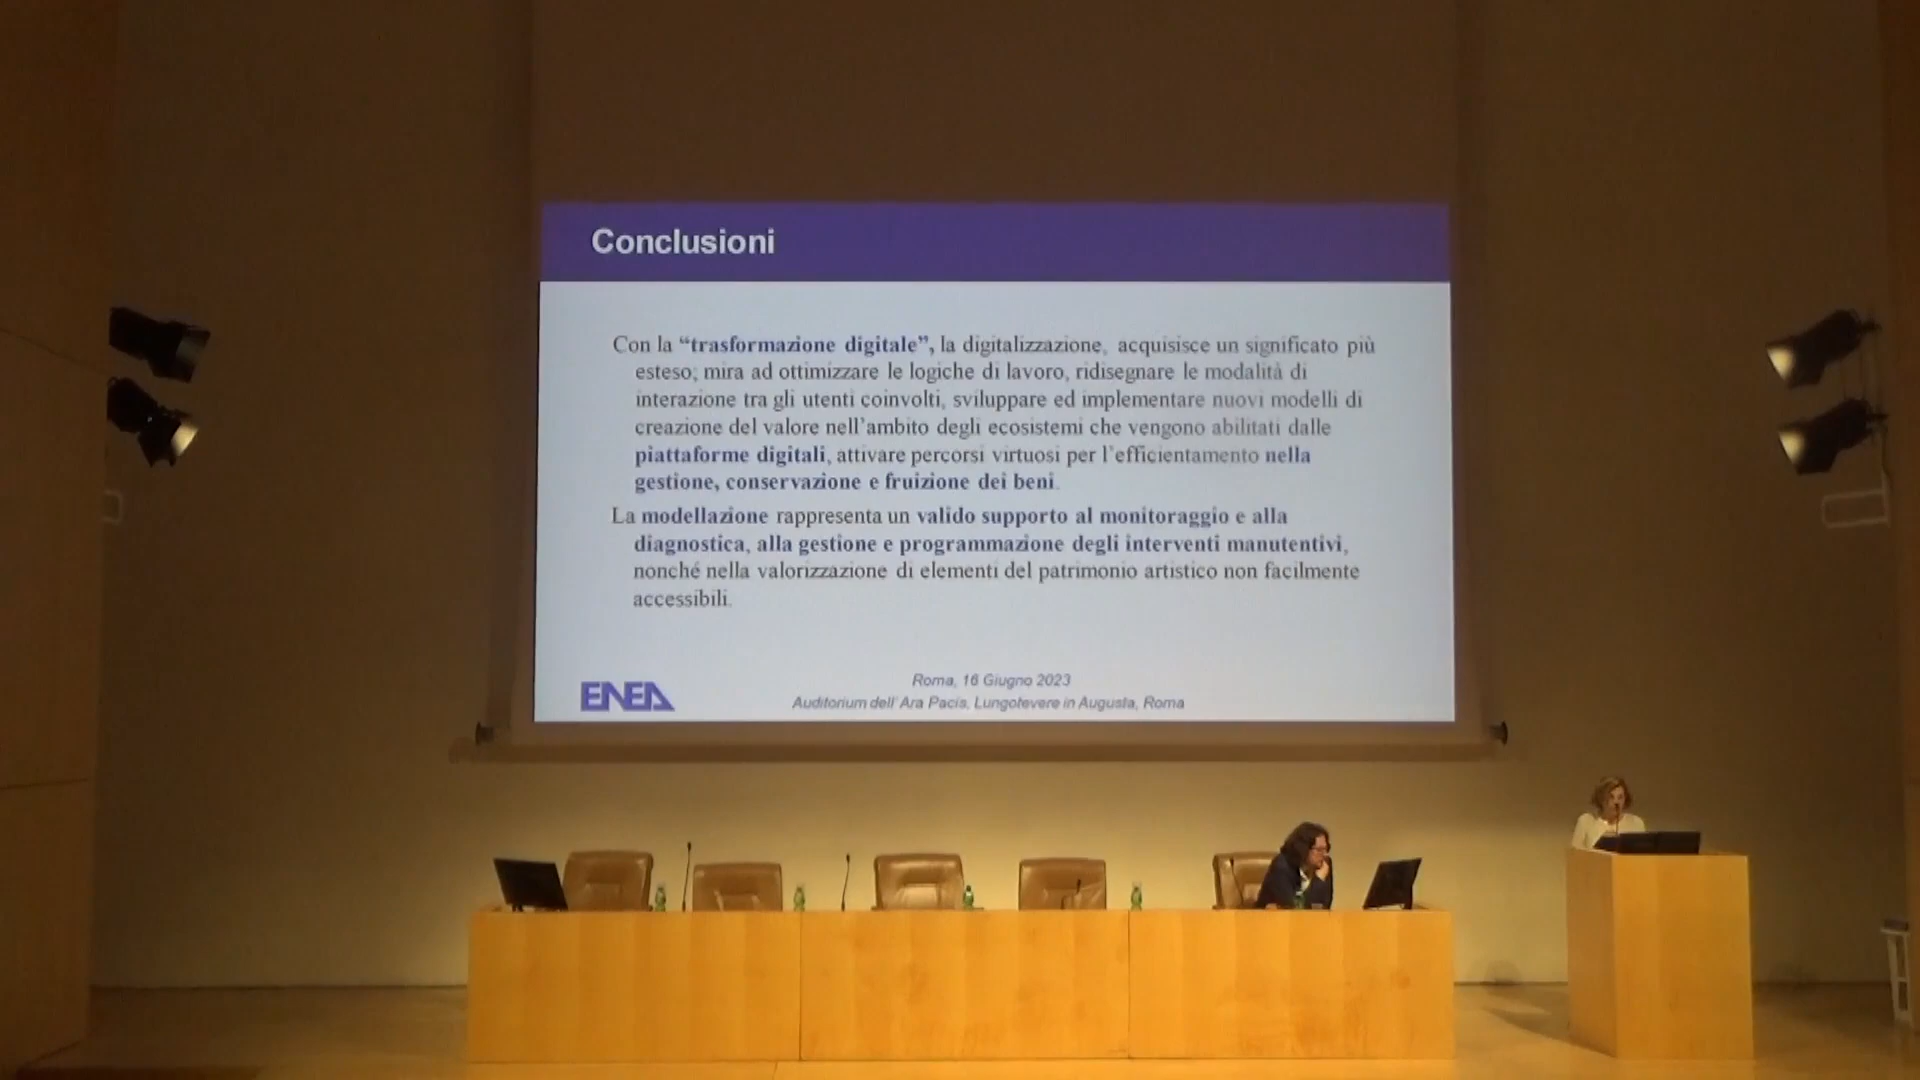 Conclusioni
Con la “trasformazione digitale”, la digitalizzazione, acquisisce un significato più
esteso; mira ad ottimizzare le logiche di lavoro, ridisegnare le modalità di
interazione tra gli utenti coinvolti, sviluppare ed implementare nuovi modelli di
creazione del valore nell’ambito degli ecosistemi che vengono abilitati dalle
piattaforme digitali, attivare percorsi virtuosi per l’efficientamento nella
gestione, conservazione e fruizione dei beni.
La modellazione rappresenta un valido supporto al monitoraggio e alla
diagnostica, alla gestione e programmazione degli interventi manutentivi,
nonché nella valorizzazione di elementi del patrimonio artistico non facilmente
accessibili.
ENEA
Roma, 16 Giugno 2023
Auditorium dell’ Ara Pacis, Lungotevere in Augusta, Roma